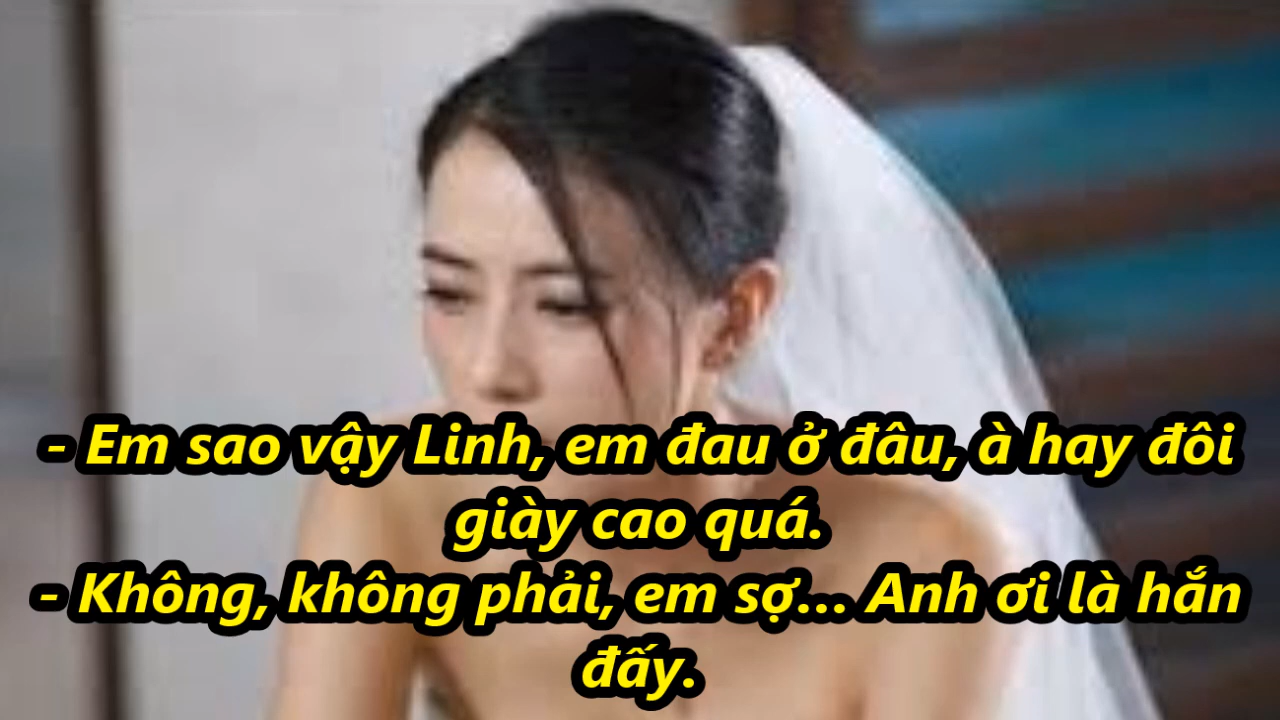 - Em sao vậy Linh, em đau ở đâu, à hay đôi
giày cao quá.
- Không, không phải, em sợ... Anh ơi là hắn
đấy.